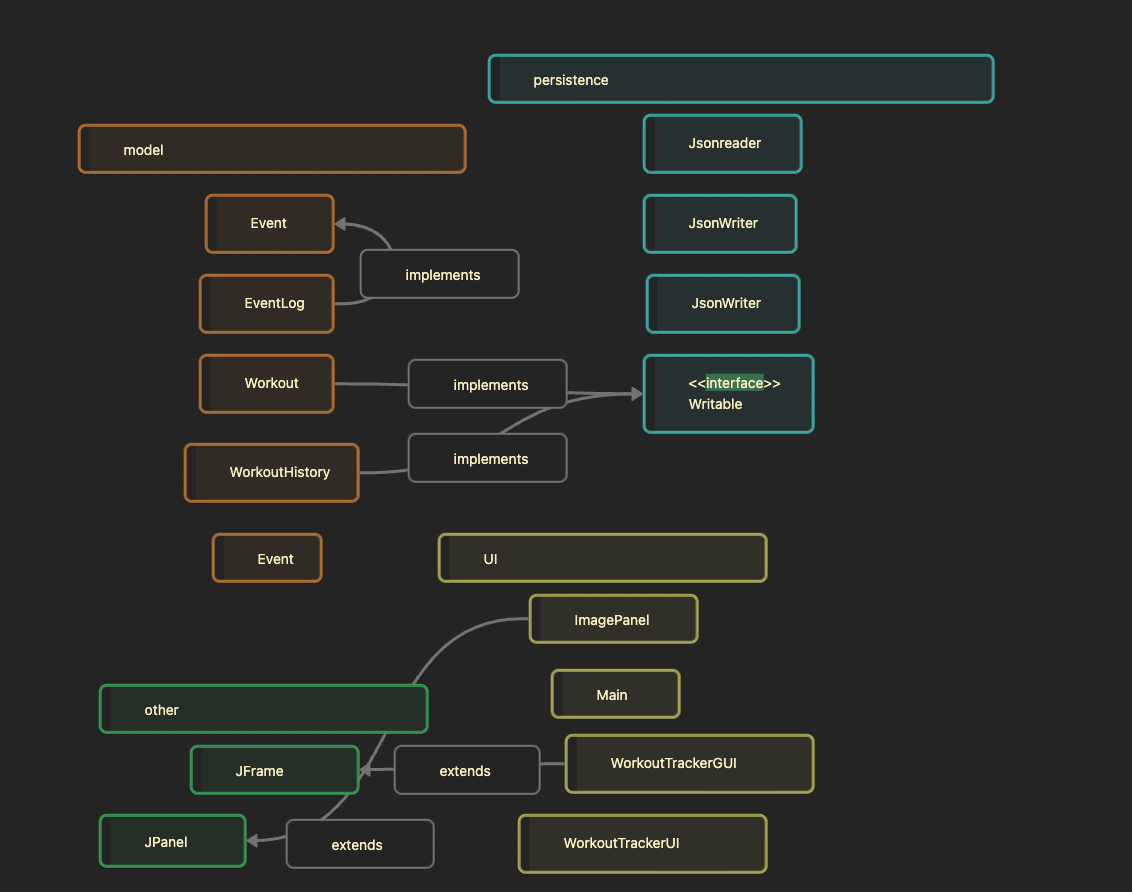 persistence
model
Jsonreader
Event
JsonWriter
implements
EventLog
JsonWriter
Workout
implements
<<interface>>
Writable
implements
WorkoutHistory
Event
UI
ImagePanel
Main
other
JFrame
extends
WorkoutTrackerGUI
JPanel
extends
WorkoutTrackerUI